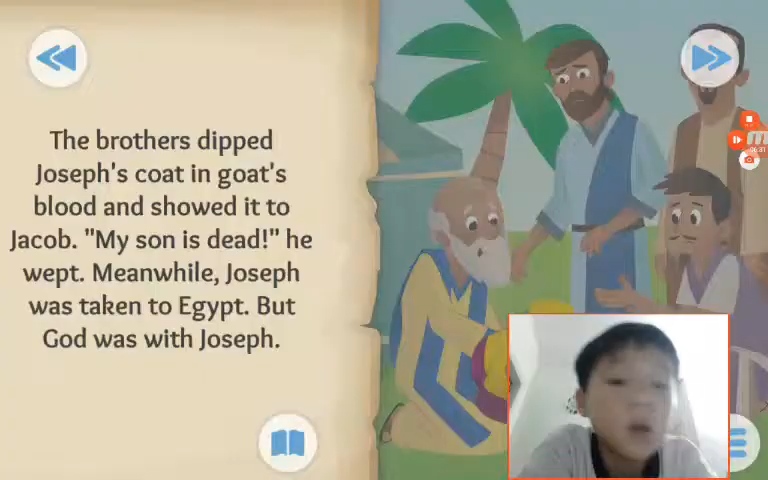 The brothers dipped
Joseph's coat in goat's
blood and showed it to
Jacob. "My son is dead!" he
wept. Meanwhile, Joseph
was taken to Egypt. But
God was with Joseph.